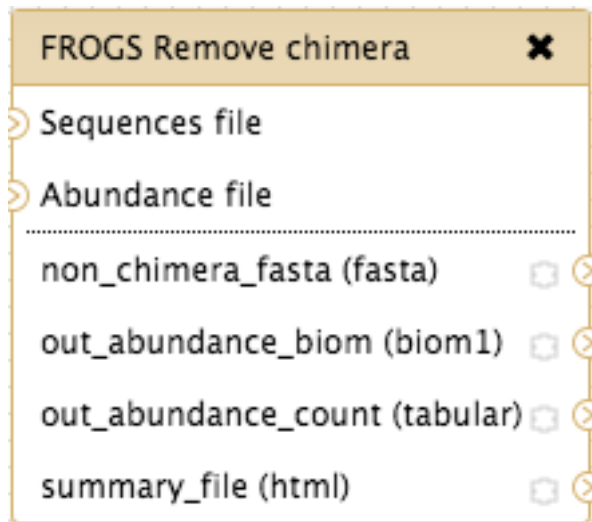 FROGS Remove chimera
Sequences file
Abundance file
non_chimera_fasta (fasta)
out_abundance_biom (biom1)
out_abundance_count (tabular)
summary_file (html)